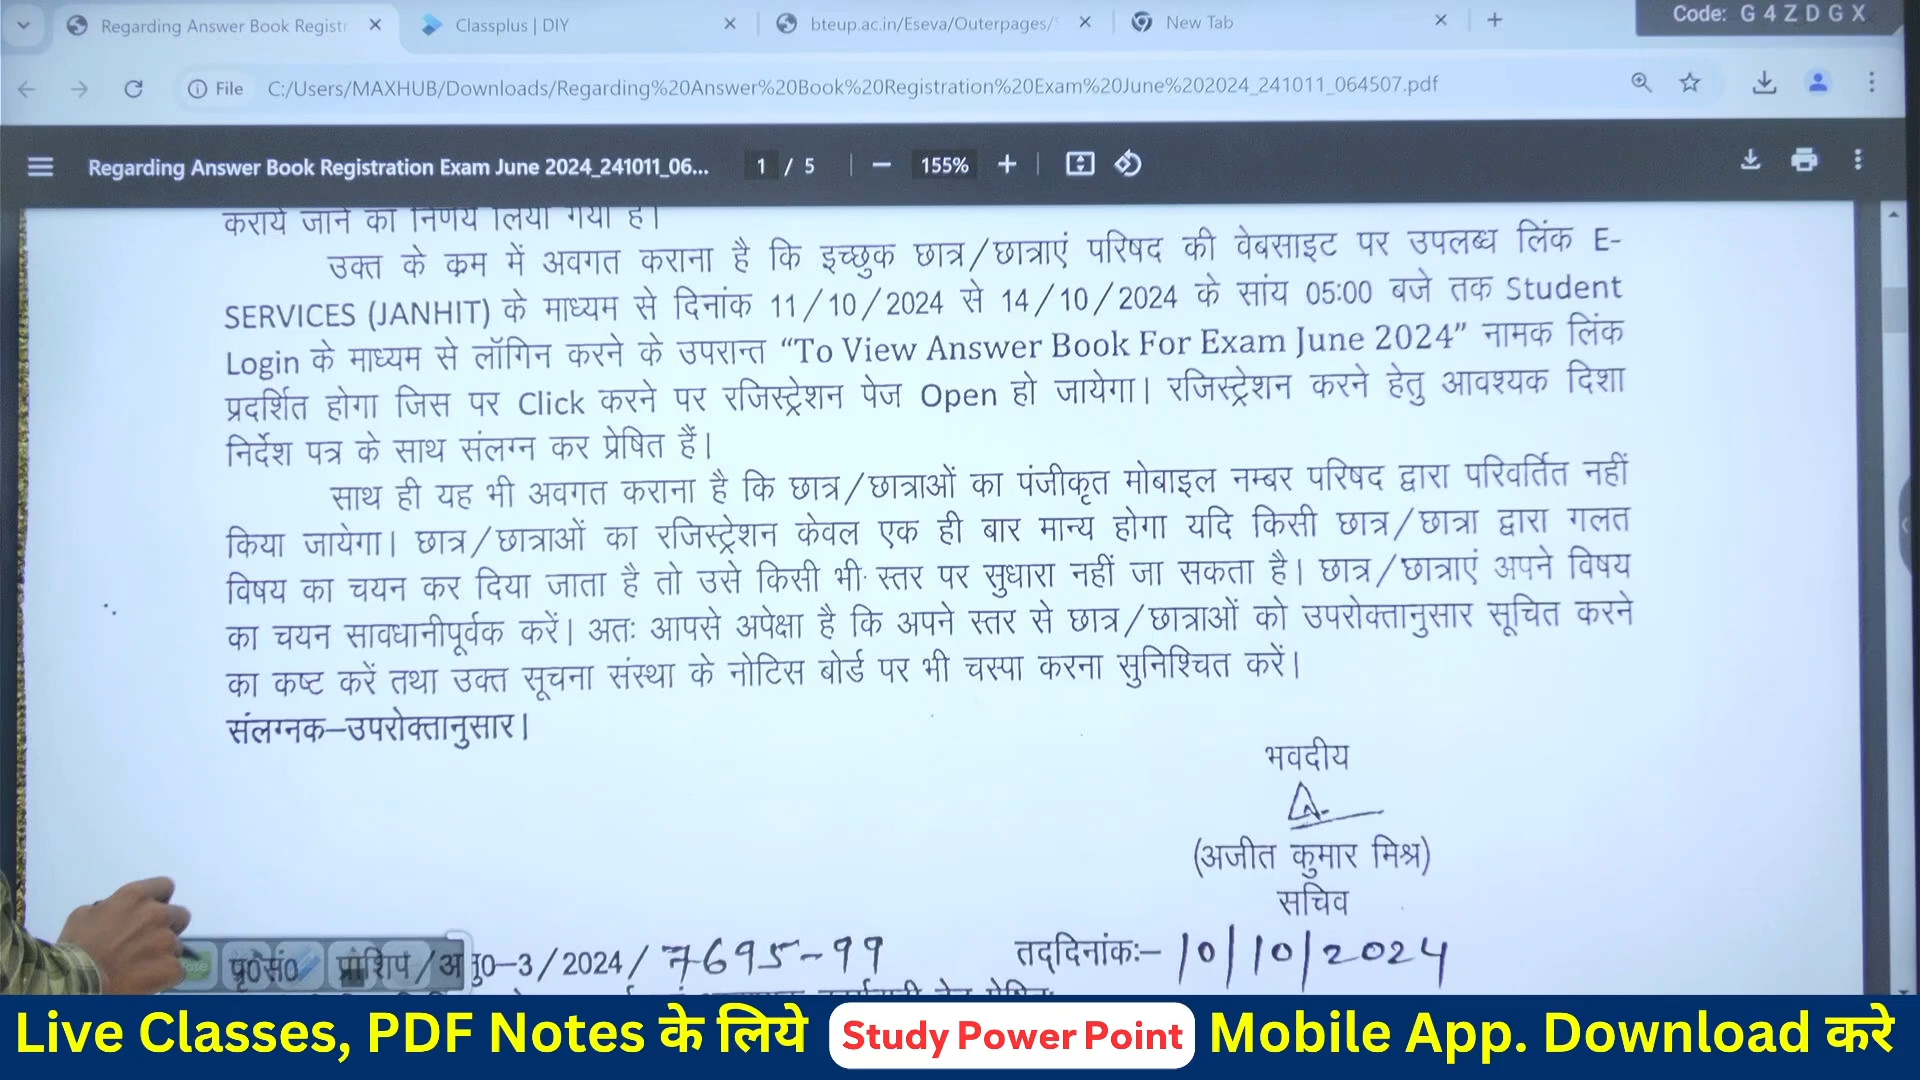 Regarding Answer Book Registr
Classplus | DIY
bteup.ac.in/Eseva/Outerpages/
New Tab
Code: G 4 Z D G X
File C:/Users/MAXHUB/Downloads/Regarding%20Answer%20Book%20Registration%20Exam%20June%202024_241011_064507.pdf
Regarding Answer Book Registration Exam June 2024_241011_06... 1 / 5 155%
कराये जाने का निर्णय लिया गया है।
उक्त के क्रम में अवगत कराना है कि इच्छुक छात्र/छात्राएं परिषद की वेबसाइट पर उपलब्ध लिंक E-
SERVICES (JANHIT) के माध्यम से दिनांक 11/10/2024 से 14/10/2024 के सांय 05:00 बजे तक Student
Login के माध्यम से लॉगिन करने के उपरान्त “To View Answer Book For Exam June 2024” नामक लिंक
प्रदर्शित होगा जिस पर Click करने पर रजिस्ट्रेशन पेज Open हो जायेगा। रजिस्ट्रेशन करने हेतु आवश्यक दिशा
निर्देश पत्र के साथ संलग्न कर प्रेषित हैं।
साथ ही यह भी अवगत कराना है कि छात्र/छात्राओं का पंजीकृत मोबाइल नम्बर परिषद द्वारा परिवर्तित नहीं
किया जायेगा। छात्र/छात्राओं का रजिस्ट्रेशन केवल एक ही बार मान्य होगा यदि किसी छात्र/छात्रा द्वारा गलत
विषय का चयन कर दिया जाता है तो उसे किसी भी स्तर पर सुधारा नहीं जा सकता है। छात्र/छात्राएं अपने विषय
का चयन सावधानीपूर्वक करें। अतः आपसे अपेक्षा है कि अपने स्तर से छात्र/छात्राओं को उपरोक्तानुसार सूचित करने
का कष्ट करें तथा उक्त सूचना संस्था के नोटिस बोर्ड पर भी चस्पा करना सुनिश्चित करें।
संलग्नक–उपरोक्तानुसार।
भवदीय
(अजीत कुमार मिश्र)
सचिव
पृ०सं० प्राशिप/अनु0–3/2024/ 7695-99 तद्दिनांकः– 10/10/2024
Live Classes, PDF Notes के लिये Study Power Point Mobile App. Download करे